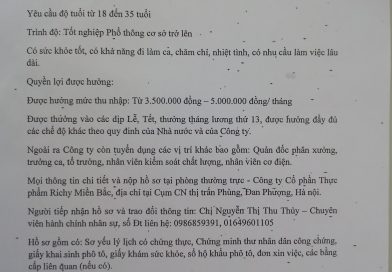 Yêu cầu độ tuổi từ 18 đến 35 tuổi
Trình độ: Tốt nghiệp Phổ thông cơ sở trở lên
Có sức khỏe tốt, có khả năng đi làm ca, chăm chỉ, nhiệt tình, có nhu cầu làm việc lâu
dài.
Quyền lợi được hưởng:
Được hưởng mức thu nhập: Từ 3.500.000 đồng – 5.000.000 đồng/ tháng
Được thưởng vào các dịp Lễ, Tết, thưởng tháng lương thứ 13, được hưởng đầy đủ
các chế độ khác theo quy định của Nhà nước và của Công ty.
Ngoài ra Công ty còn tuyển dụng các vị trí khác bao gồm: Quản đốc phân xưởng,
trưởng ca, tổ trưởng, nhân viên kiểm soát chất lượng, nhân viên cơ điện.
Mọi thông tin chi tiết và nộp hồ sơ tại phòng thường trực - Công ty Cổ phần Thực
phẩm Richy Miền Bắc, địa chỉ tại Cụm CN thị trấn Phùng, Đan Phượng, Hà nội.
Người tiếp nhận hồ sơ và trao đổi thông tin: Chị Nguyễn Thị Thu Thủy – Chuyên
viên hành chính nhân sự, số Đt liên hệ: 0986859391, 01649601105
Hồ sơ gồm có: Sơ yếu lý lịch có chứng thực, Chứng minh thư nhân dân công chứng,
giấy khai sinh phô tô, giấy khám sức khỏe, sổ hộ khẩu phô tô, đơn xin việc, các bằng
cấp liên quan (nếu có).